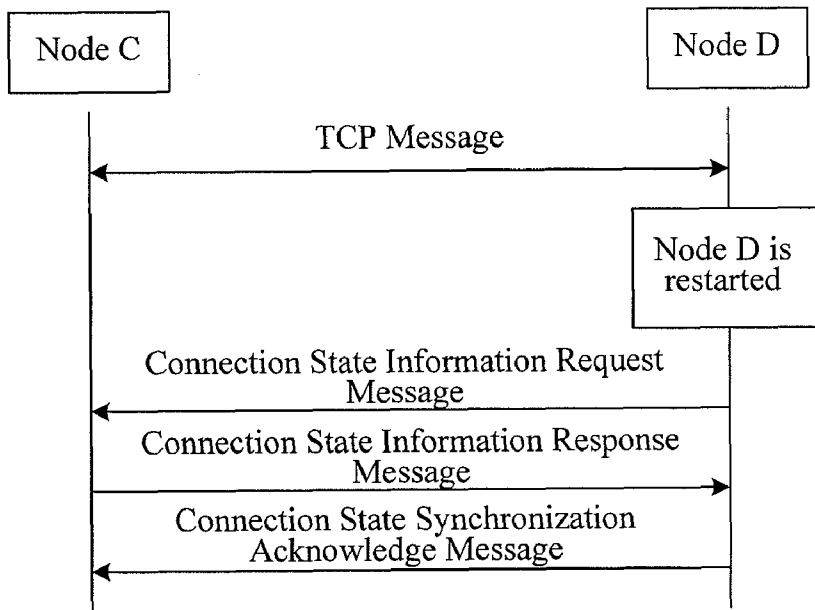 Node C
Node D
TCP Message
Node D is
restarted
Connection State Information Request
Message
Connection State Information Response
Message
Connection State Synchronization
Acknowledge Message